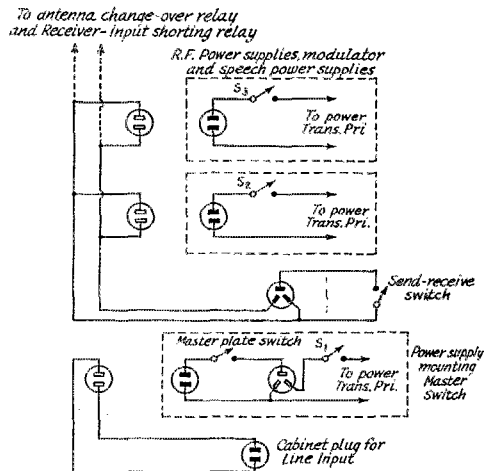 To antenna change-over relay
and Receiver-input shorting relay
R.F. Power supplies, modulator
and speech power supplies
S3
To power
Trans. Pri
S2
To power
Trans. Pri.
Send-receive
switch
Master plate switch
S1
To power
Trans. Pri.
Power supply
mounting
Master
Switch
Cabinet plug for
Line Input